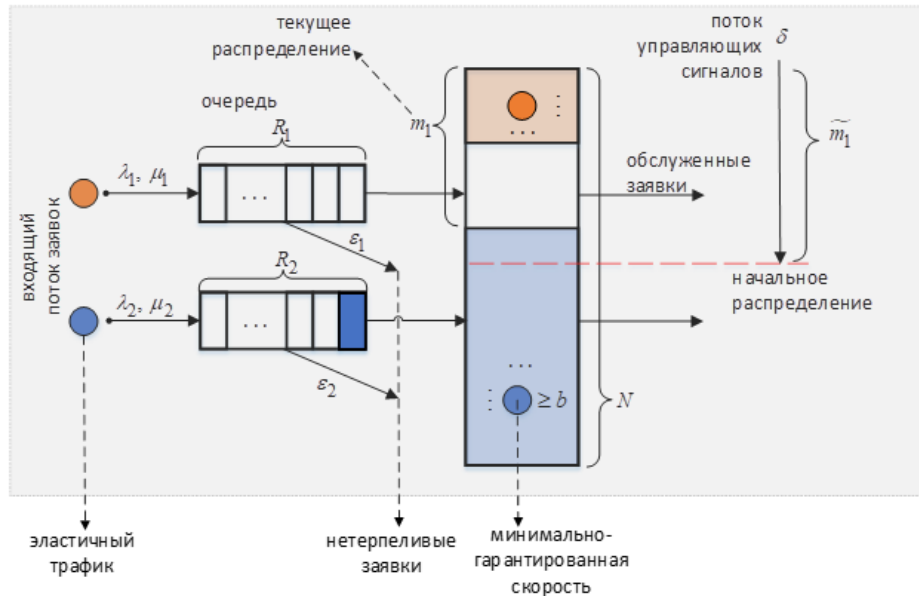 текущее
распределение
поток
управляющих
сигналов
δ
очередь
R₁
m₁
m̃₁
λ₁, μ₁
обслуженные
заявки
входящий
поток заявок
ε₁
R₂
начальное
распределение
λ₂, μ₂
ε₂
≥ b
N
эластичный
трафик
нетерпеливые
заявки
минимально-
гарантированная
скорость